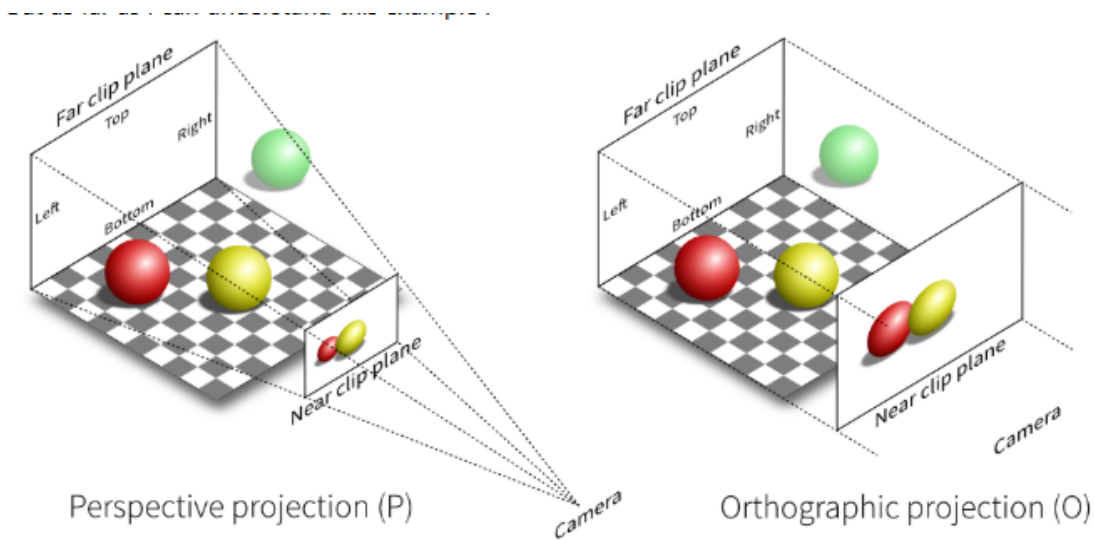 Far clip plane
Top
Right
Left
Bottom
Near clip plane
Camera
Perspective projection (P)
Far clip plane
Top
Right
Left
Bottom
Near clip plane
Camera
Orthographic projection (O)